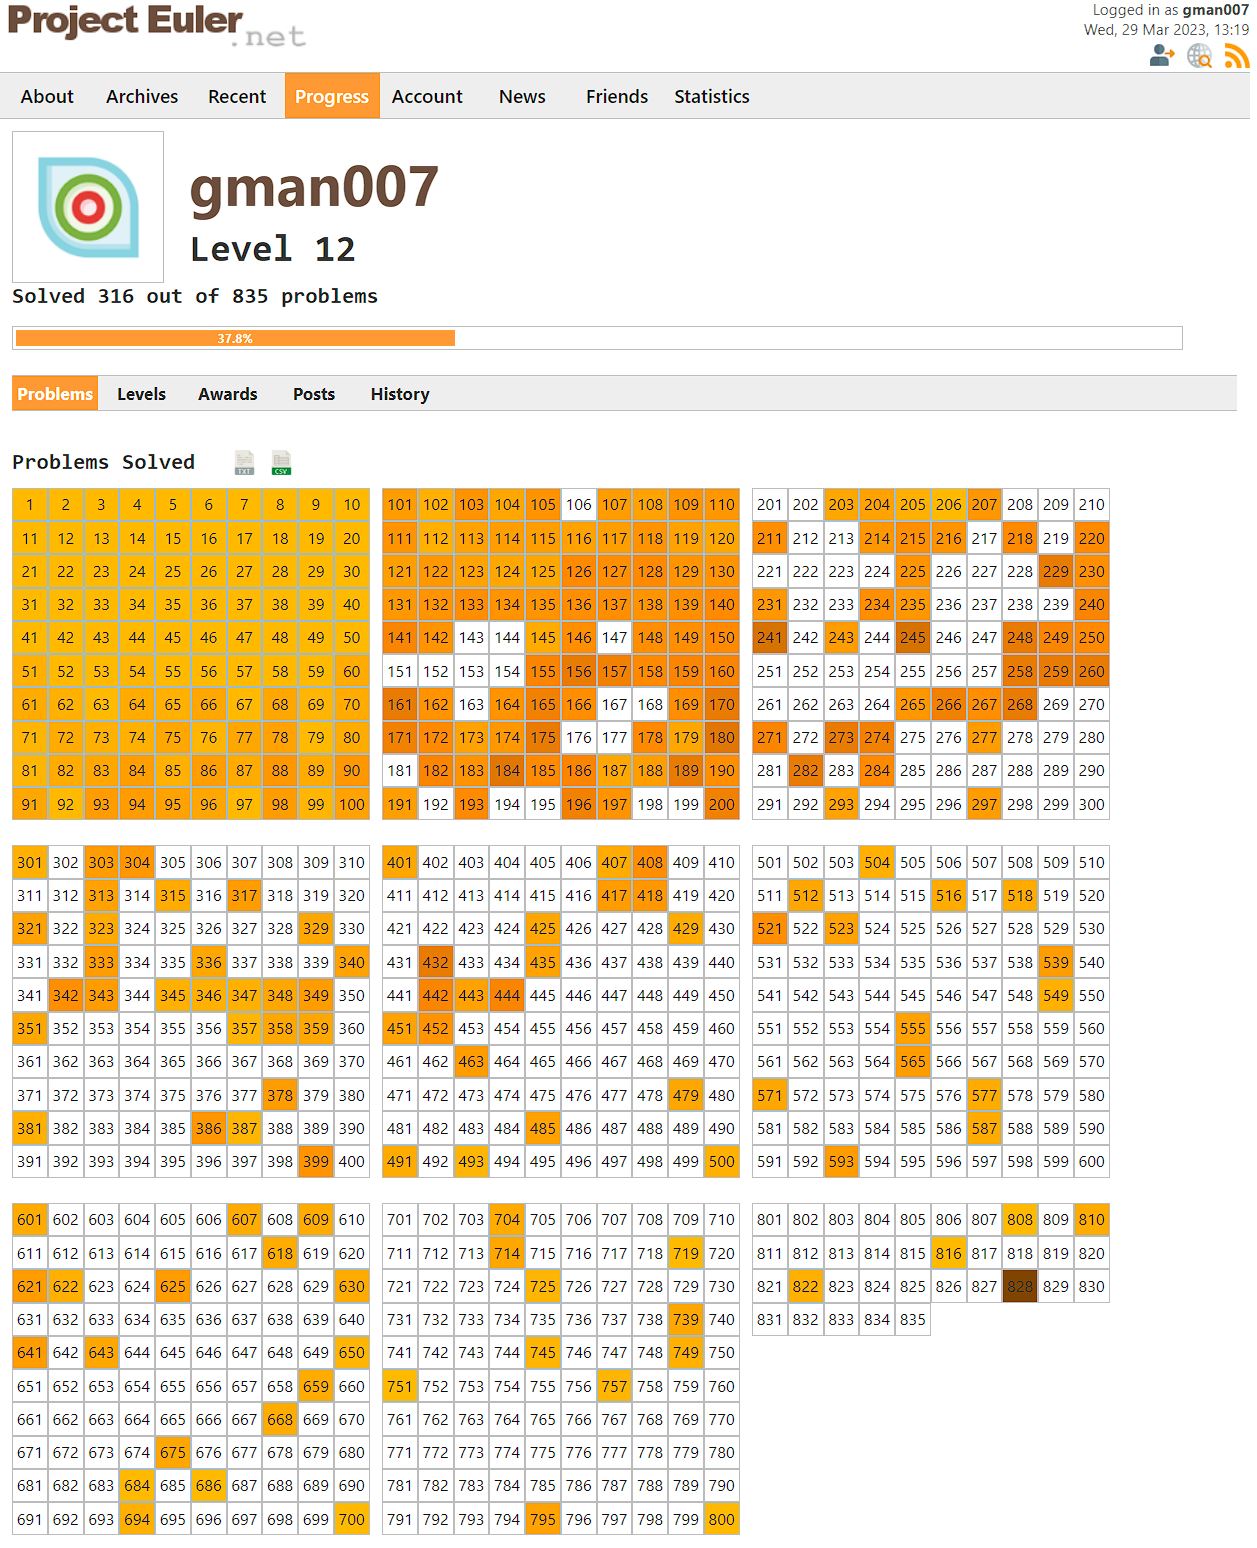 Project Euler
.net
Logged in as gman007
Wed, 29 Mar 2023, 13:19
About Archives Recent Progress Account News Friends Statistics
gman007
Level 12
Solved 316 out of 835 problems
37.8%
Problems Levels Awards Posts History
Problems Solved TXT CSV
1 2 3 4 5 6 7 8 9 10
11 12 13 14 15 16 17 18 19 20
21 22 23 24 25 26 27 28 29 30
31 32 33 34 35 36 37 38 39 40
41 42 43 44 45 46 47 48 49 50
51 52 53 54 55 56 57 58 59 60
61 62 63 64 65 66 67 68 69 70
71 72 73 74 75 76 77 78 79 80
81 82 83 84 85 86 87 88 89 90
91 92 93 94 95 96 97 98 99 100
101 102 103 104 105 106 107 108 109 110
111 112 113 114 115 116 117 118 119 120
121 122 123 124 125 126 127 128 129 130
131 132 133 134 135 136 137 138 139 140
141 142 143 144 145 146 147 148 149 150
151 152 153 154 155 156 157 158 159 160
161 162 163 164 165 166 167 168 169 170
171 172 173 174 175 176 177 178 179 180
181 182 183 184 185 186 187 188 189 190
191 192 193 194 195 196 197 198 199 200
201 202 203 204 205 206 207 208 209 210
211 212 213 214 215 216 217 218 219 220
221 222 223 224 225 226 227 228 229 230
231 232 233 234 235 236 237 238 239 240
241 242 243 244 245 246 247 248 249 250
251 252 253 254 255 256 257 258 259 260
261 262 263 264 265 266 267 268 269 270
271 272 273 274 275 276 277 278 279 280
281 282 283 284 285 286 287 288 289 290
291 292 293 294 295 296 297 298 299 300
301 302 303 304 305 306 307 308 309 310
311 312 313 314 315 316 317 318 319 320
321 322 323 324 325 326 327 328 329 330
331 332 333 334 335 336 337 338 339 340
341 342 343 344 345 346 347 348 349 350
351 352 353 354 355 356 357 358 359 360
361 362 363 364 365 366 367 368 369 370
371 372 373 374 375 376 377 378 379 380
381 382 383 384 385 386 387 388 389 390
391 392 393 394 395 396 397 398 399 400
401 402 403 404 405 406 407 408 409 410
411 412 413 414 415 416 417 418 419 420
421 422 423 424 425 426 427 428 429 430
431 432 433 434 435 436 437 438 439 440
441 442 443 444 445 446 447 448 449 450
451 452 453 454 455 456 457 458 459 460
461 462 463 464 465 466 467 468 469 470
471 472 473 474 475 476 477 478 479 480
481 482 483 484 485 486 487 488 489 490
491 492 493 494 495 496 497 498 499 500
501 502 503 504 505 506 507 508 509 510
511 512 513 514 515 516 517 518 519 520
521 522 523 524 525 526 527 528 529 530
531 532 533 534 535 536 537 538 539 540
541 542 543 544 545 546 547 548 549 550
551 552 553 554 555 556 557 558 559 560
561 562 563 564 565 566 567 568 569 570
571 572 573 574 575 576 577 578 579 580
581 582 583 584 585 586 587 588 589 590
591 592 593 594 595 596 597 598 599 600
601 602 603 604 605 606 607 608 609 610
611 612 613 614 615 616 617 618 619 620
621 622 623 624 625 626 627 628 629 630
631 632 633 634 635 636 637 638 639 640
641 642 643 644 645 646 647 648 649 650
651 652 653 654 655 656 657 658 659 660
661 662 663 664 665 666 667 668 669 670
671 672 673 674 675 676 677 678 679 680
681 682 683 684 685 686 687 688 689 690
691 692 693 694 695 696 697 698 699 700
701 702 703 704 705 706 707 708 709 710
711 712 713 714 715 716 717 718 719 720
721 722 723 724 725 726 727 728 729 730
731 732 733 734 735 736 737 738 739 740
741 742 743 744 745 746 747 748 749 750
751 752 753 754 755 756 757 758 759 760
761 762 763 764 765 766 767 768 769 770
771 772 773 774 775 776 777 778 779 780
781 782 783 784 785 786 787 788 789 790
791 792 793 794 795 796 797 798 799 800
801 802 803 804 805 806 807 808 809 810
811 812 813 814 815 816 817 818 819 820
821 822 823 824 825 826 827 828 829 830
831 832 833 834 835